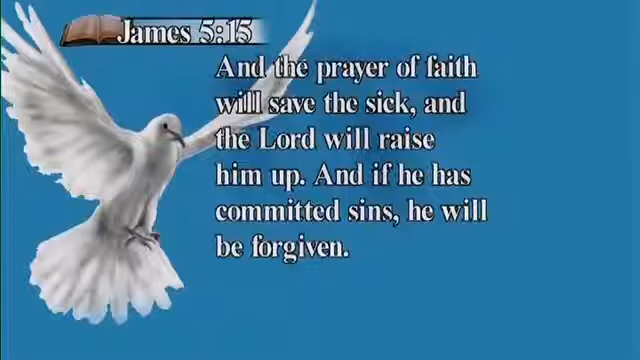 James 5:15
And the prayer of faith
will save the sick, and
the Lord will raise
him up. And if he has
committed sins, he will
be forgiven.